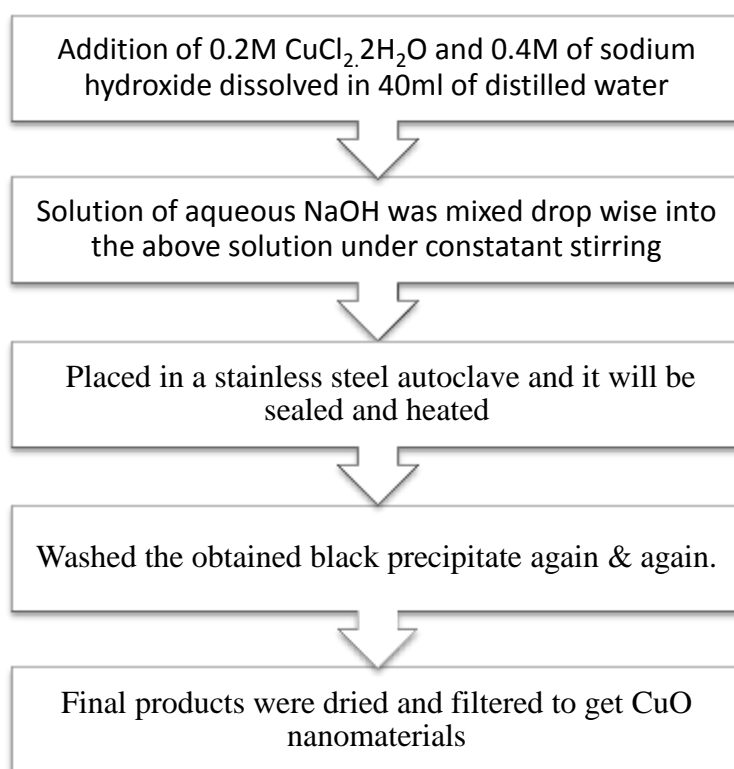 Addition of 0.2M CuCl₂.2H₂O and 0.4M of sodium
hydroxide dissolved in 40ml of distilled water
Solution of aqueous NaOH was mixed drop wise into
the above solution under constatant stirring
Placed in a stainless steel autoclave and it will be
sealed and heated
Washed the obtained black precipitate again & again.
Final products were dried and filtered to get CuO
nanomaterials